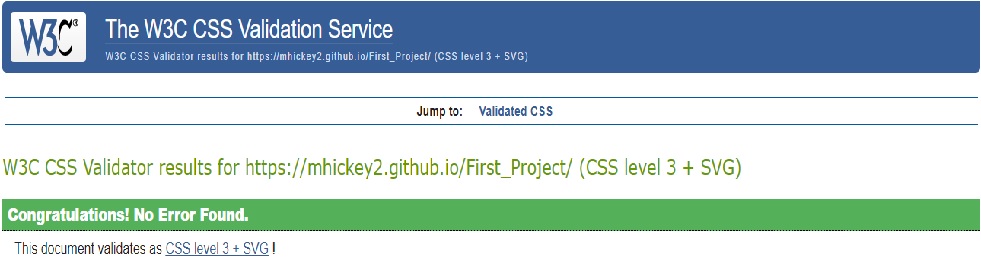 W3C®
The W3C CSS Validation Service
W3C CSS Validator results for https://mhickey2.github.io/First_Project/ (CSS level 3 + SVG)
Jump to: Validated CSS
W3C CSS Validator results for https://mhickey2.github.io/First_Project/ (CSS level 3 + SVG)
Congratulations! No Error Found.
This document validates as CSS level 3 + SVG !